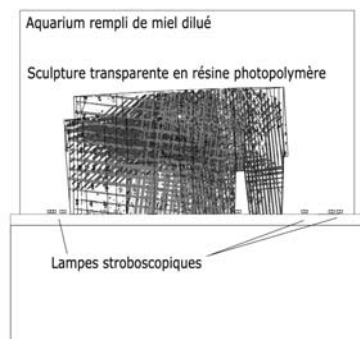 Aquarium rempli de miel dilué
Sculpture transparente en résine photopolymère
Lampes stroboscopiques